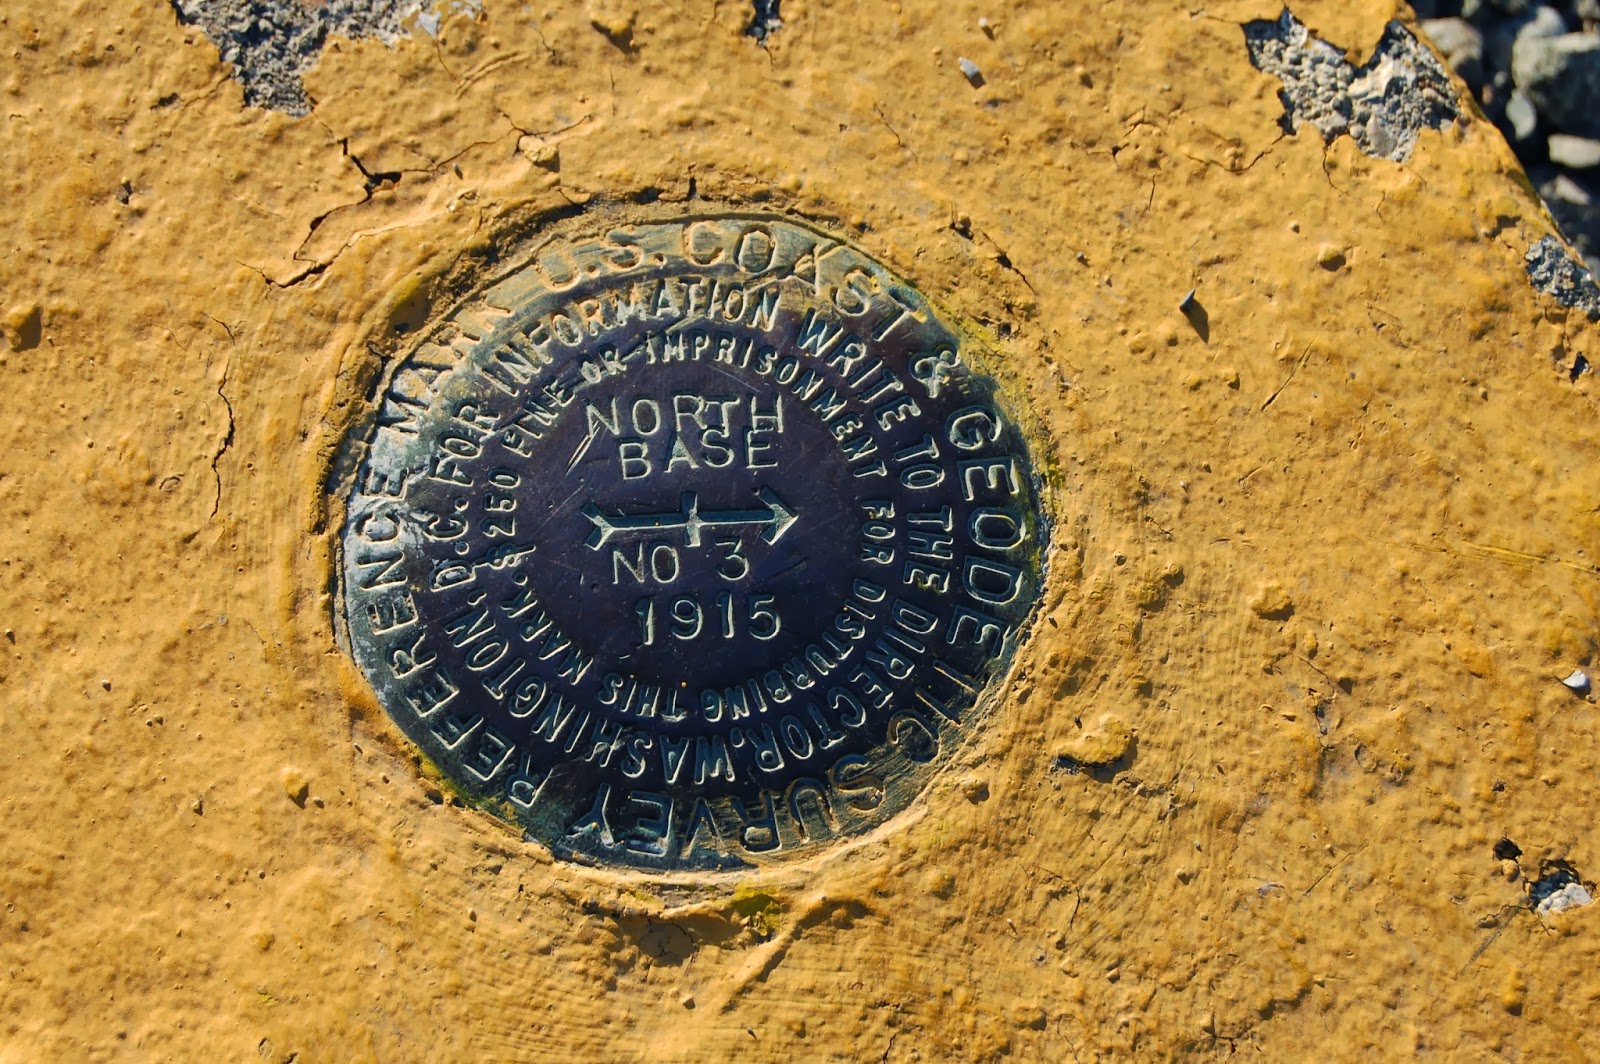 U.S. COAST & GEODETIC SURVEY REFERENCE MARK
FOR INFORMATION WRITE TO THE DIRECTOR, WASHINGTON, D.C.
$250 FINE OR IMPRISONMENT FOR DISTURBING THIS MARK.
NORTH
BASE
NO 3
1915